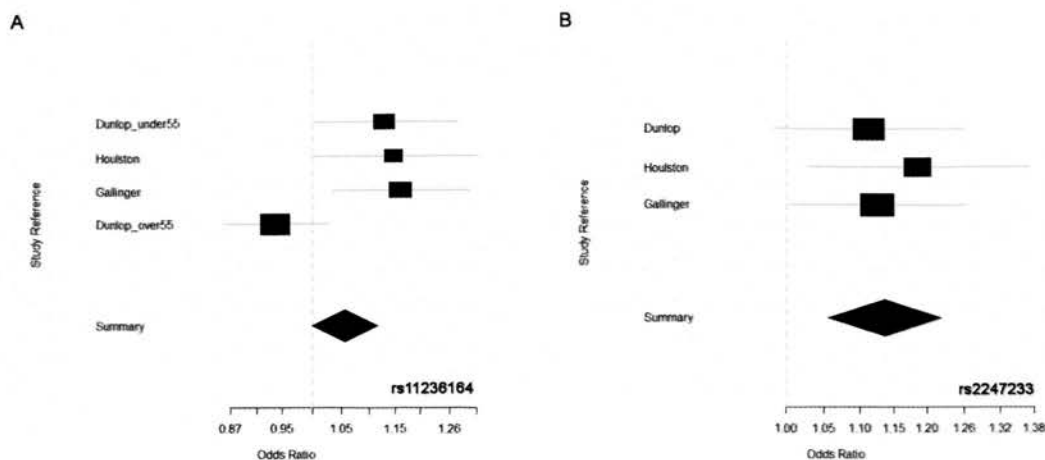 A
Study Reference
Dunlop_under55
Houlston
Gallinger
Dunlop_over55
Summary
rs11236164
0.87 0.95 1.05 1.15 1.26
Odds Ratio
B
Study Reference
Dunlop
Houlston
Gallinger
Summary
rs2247233
1.00 1.05 1.10 1.15 1.20 1.26 1.32 1.38
Odds Ratio